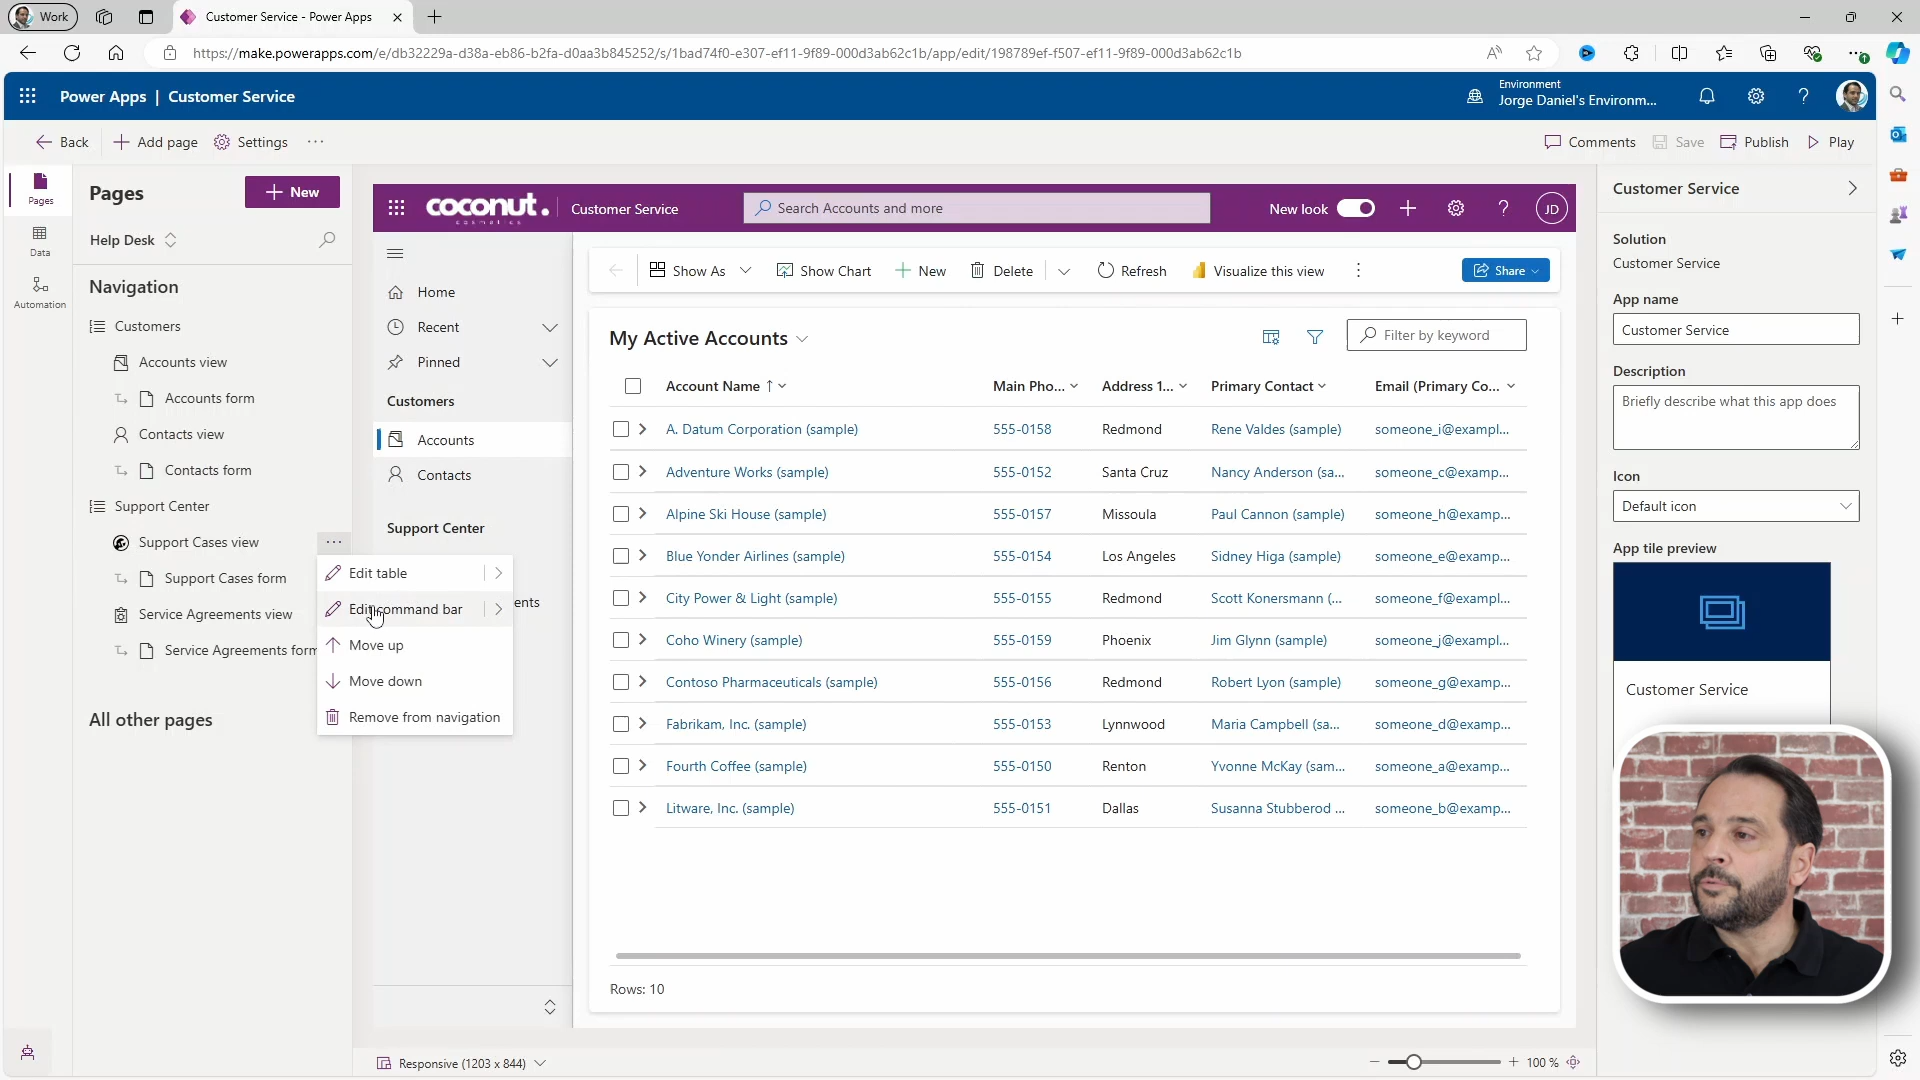 Work
Customer Service - Power Apps
https://make.powerapps.com/e/db32229a-d38a-eb86-b2fa-d0aa3b845252/s/1bad74f0-e307-ef11-9f89-000d3ab62c1b/app/edit/198789ef-f507-ef11-9f89-000d3ab62c1b
Power Apps | Customer Service
Environment
Jorge Daniel's Environm...
Back
Add page
Settings
Comments
Save
Publish
Play
Pages
Data
Automation
Pages
New
Help Desk
Navigation
Customers
Accounts view
Accounts form
Contacts view
Contacts form
Support Center
Support Cases view
Support Cases form
Service Agreements view
Service Agreements form
All other pages
Edit table
Edit command bar
Move up
Move down
Remove from navigation
coconut.
cosmetics
Customer Service
Search Accounts and more
New look
JD
Home
Recent
Pinned
Customers
Accounts
Contacts
Support Center
ents
Show As
Show Chart
New
Delete
Refresh
Visualize this view
Share
My Active Accounts
Filter by keyword
Account Name ↑ Main Pho... Address 1... Primary Contact Email (Primary Co...
A. Datum Corporation (sample) 555-0158 Redmond Rene Valdes (sample) someone_i@exampl...
Adventure Works (sample) 555-0152 Santa Cruz Nancy Anderson (sa... someone_c@examp...
Alpine Ski House (sample) 555-0157 Missoula Paul Cannon (sample) someone_h@examp...
Blue Yonder Airlines (sample) 555-0154 Los Angeles Sidney Higa (sample) someone_e@examp...
City Power & Light (sample) 555-0155 Redmond Scott Konersmann (... someone_f@exampl...
Coho Winery (sample) 555-0159 Phoenix Jim Glynn (sample) someone_j@exampl...
Contoso Pharmaceuticals (sample) 555-0156 Redmond Robert Lyon (sample) someone_g@examp...
Fabrikam, Inc. (sample) 555-0153 Lynnwood Maria Campbell (sa... someone_d@examp...
Fourth Coffee (sample) 555-0150 Renton Yvonne McKay (sam... someone_a@examp...
Litware, Inc. (sample) 555-0151 Dallas Susanna Stubberod ... someone_b@examp...
Rows: 10
Responsive (1203 x 844)
100 %
Customer Service
Solution
Customer Service
App name
Customer Service
Description
Briefly describe what this app does
Icon
Default icon
App tile preview
Customer Service